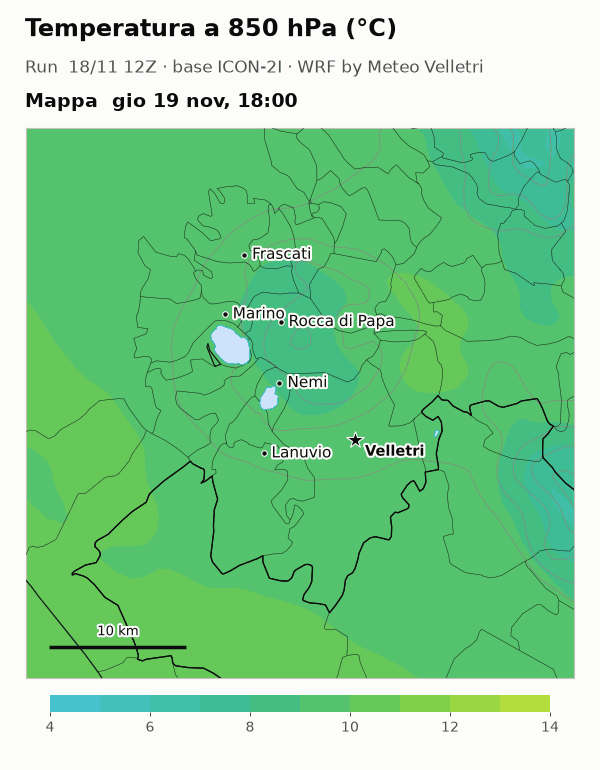 Temperatura a 850 hPa (°C)
Run  18/11 12Z · base ICON-2I · WRF by Meteo Velletri
Mappa  gio 19 nov, 18:00
Frascati
Marino
Rocca di Papa
Nemi
Velletri
Lanuvio
10 km
4 6 8 10 12 14